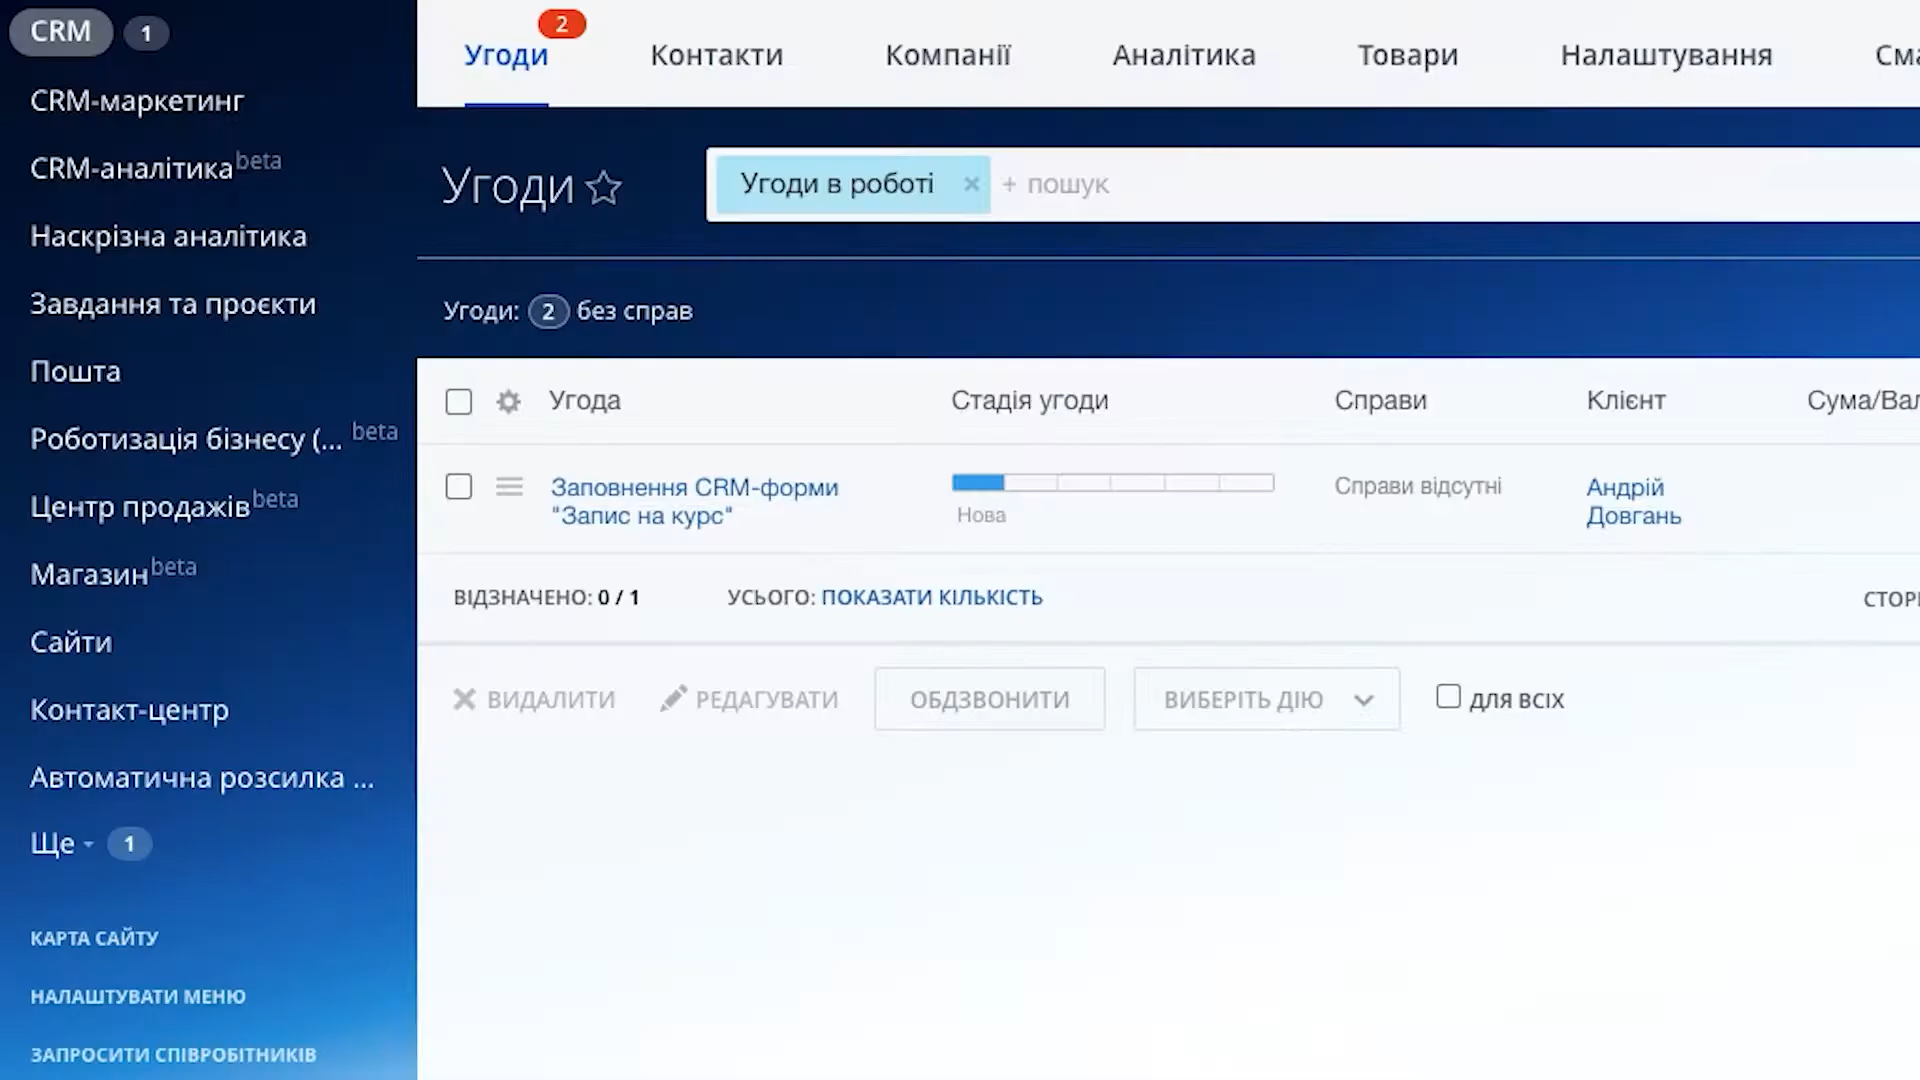 CRM 1
CRM-маркетинг
CRM-аналітика beta
Наскрізна аналітика
Завдання та проєкти
Пошта
Роботизація бізнесу (... beta
Центр продажів beta
Магазин beta
Сайти
Контакт-центр
Автоматична розсилка ...
Ще 1
КАРТА САЙТУ
НАЛАШТУВАТИ МЕНЮ
ЗАПРОСИТИ СПІВРОБІТНИКІВ
Угоди 2 Контакти Компанії Аналітика Товари Налаштування
Угоди Угоди в роботі × + пошук
Угоди: 2 без справ
Угода Стадія угоди Справи Клієнт Сума/Вал
Заповнення CRM-форми Справи відсутні Андрій
"Запис на курс" Нова Довгань
ВІДЗНАЧЕНО: 0 / 1 УСЬОГО: ПОКАЗАТИ КІЛЬКІСТЬ
ВИДАЛИТИ РЕДАГУВАТИ ОБДЗВОНИТИ ВИБЕРІТЬ ДІЮ ДЛЯ ВСІХ